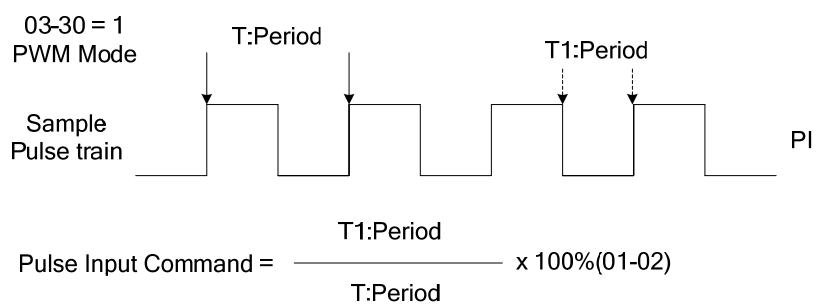 03-30 = 1
PWM Mode
T:Period
T1:Period
Sample
Pulse train
PI
Pulse Input Command =
T1:Period
T:Period
x 100%(01-02)